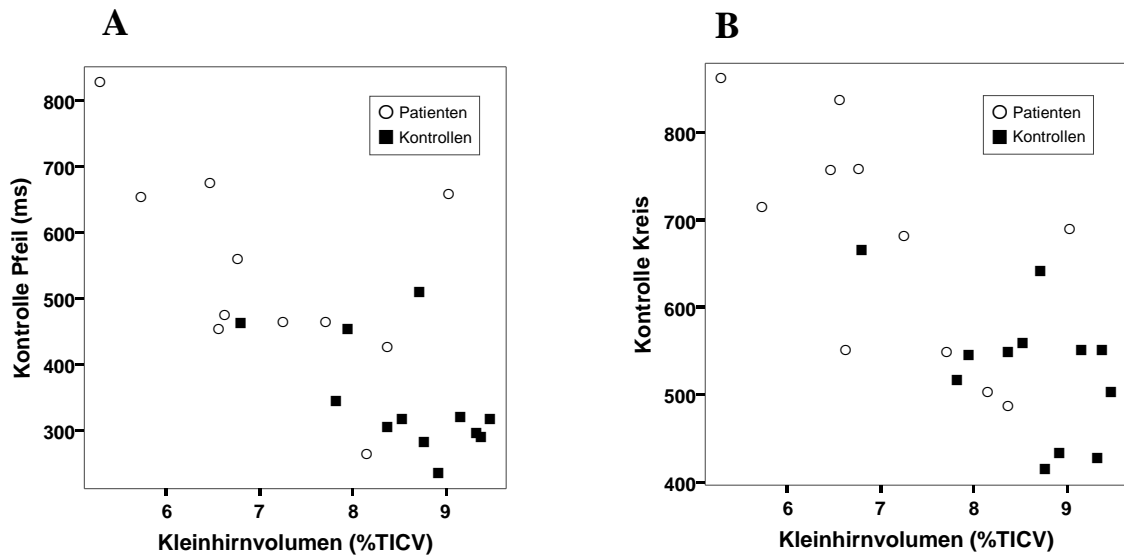 A
Kontrolle Pfeil (ms)
800
700
600
500
400
300
Patienten
Kontrollen
6 7 8 9
Kleinhirnvolumen (%TICV)
B
Kontrolle Kreis
800
700
600
500
400
Patienten
Kontrollen
6 7 8 9
Kleinhirnvolumen (%TICV)